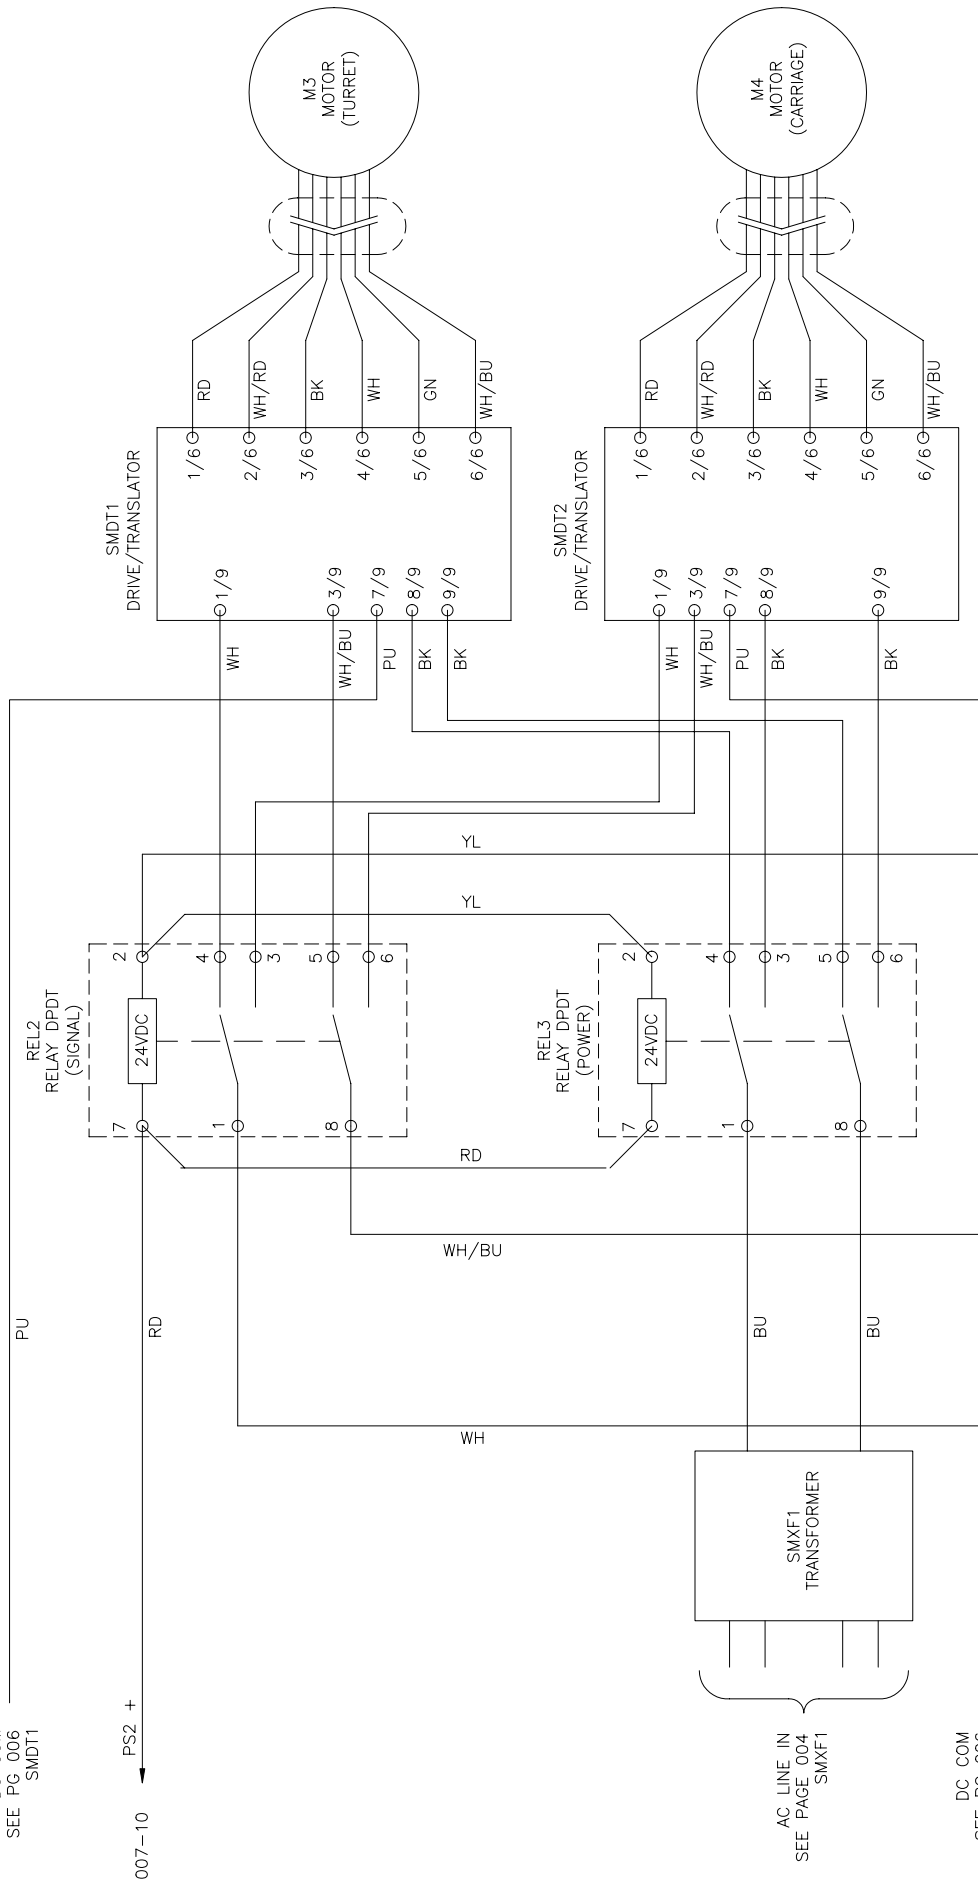 M3
MOTOR
(TURRET)
M4
MOTOR
(CARRIAGE)
RD
WH/RD
BK
WH
GN
WH/BU
RD
WH/RD
BK
WH
GN
WH/BU
SMDT1
DRIVE/TRANSLATOR
1/6
2/6
3/6
4/6
5/6
6/6
1/9
3/9
7/9
8/9
9/9
SMDT2
DRIVE/TRANSLATOR
1/6
2/6
3/6
4/6
5/6
6/6
1/9
3/9
7/9
8/9
9/9
WH
WH/BU
PU
BK
BK
WH
WH/BU
PU
BK
BK
YL
YL
REL2
RELAY DPDT
(SIGNAL)
2
4
3
5
6
24VDC
7
1
8
REL3
RELAY DPDT
(POWER)
2
4
3
5
6
24VDC
7
1
8
RD
WH/BU
PU
RD
BU
BU
WH
SMXF1
TRANSFORMER
SEE PG 006
SMDT1
PS2 +
007-10
AC LINE IN
SEE PAGE 004
SMXF1
DC COM